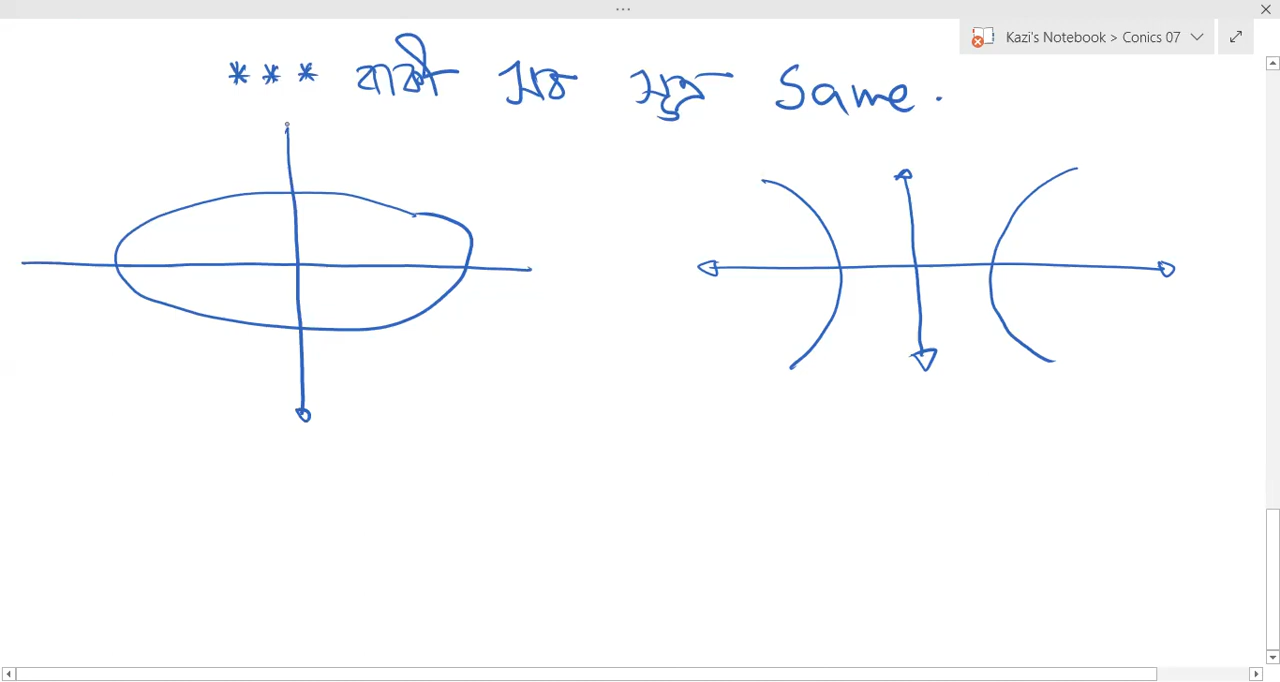 Kazi's Notebook > Conics 07
*** বাকী সব সূত্র Same.